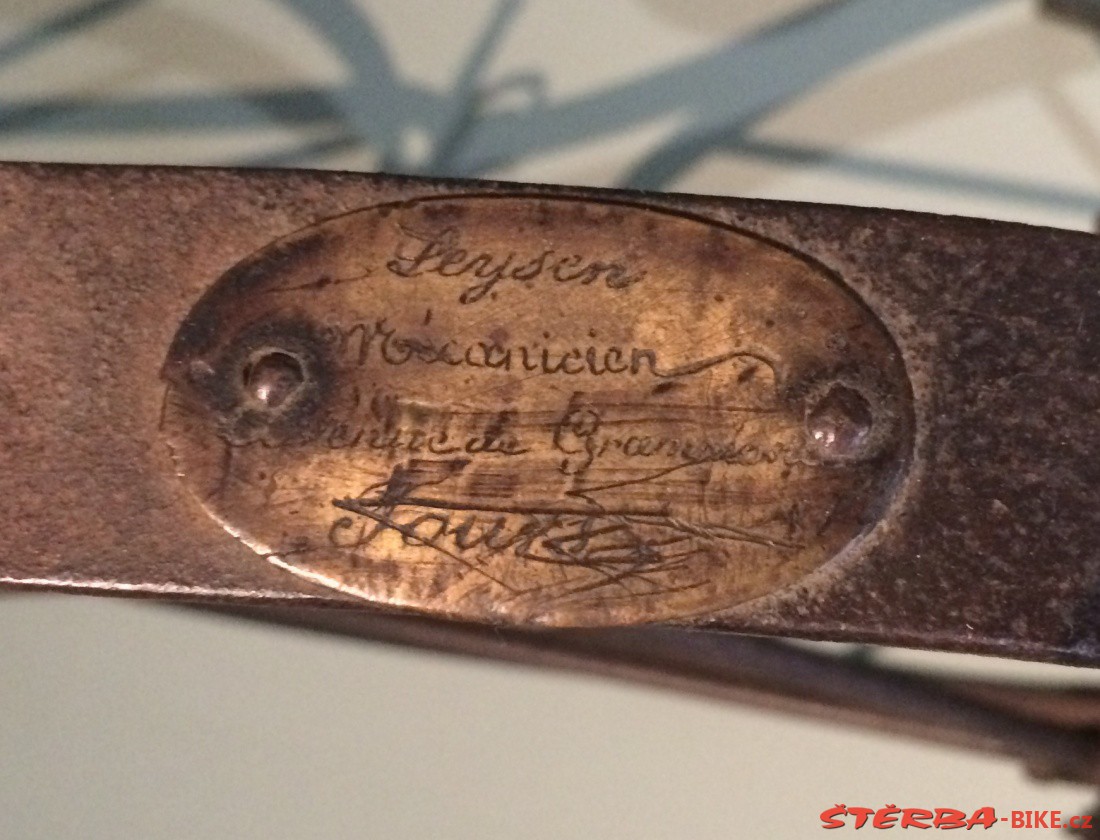 Leysen
Mécanicien
Avenue de Grammont
Tours
ŠTĚRBA-BIKE.cz